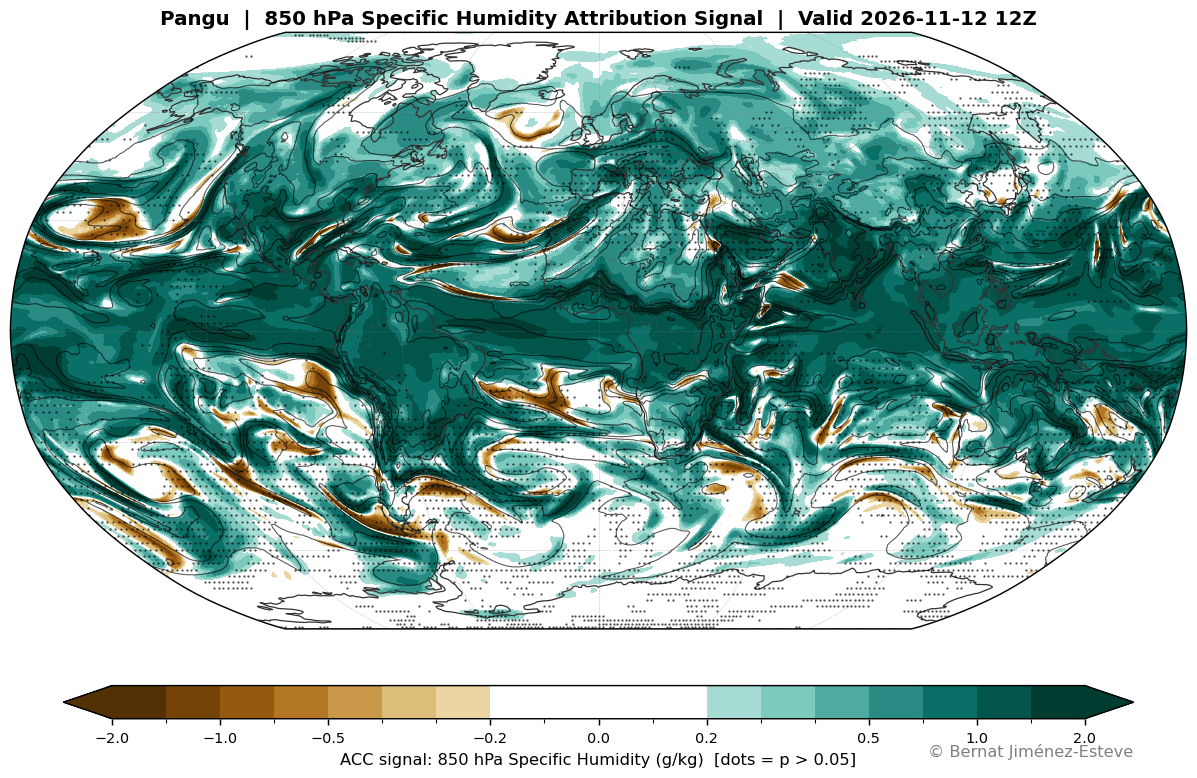 Pangu  |  850 hPa Specific Humidity Attribution Signal  |  Valid 2026-11-12 12Z
−2.0 −1.0 −0.5 −0.2 0.0 0.2 0.5 1.0 2.0
ACC signal: 850 hPa Specific Humidity (g/kg)  [dots = p > 0.05]
© Bernat Jiménez-Esteve